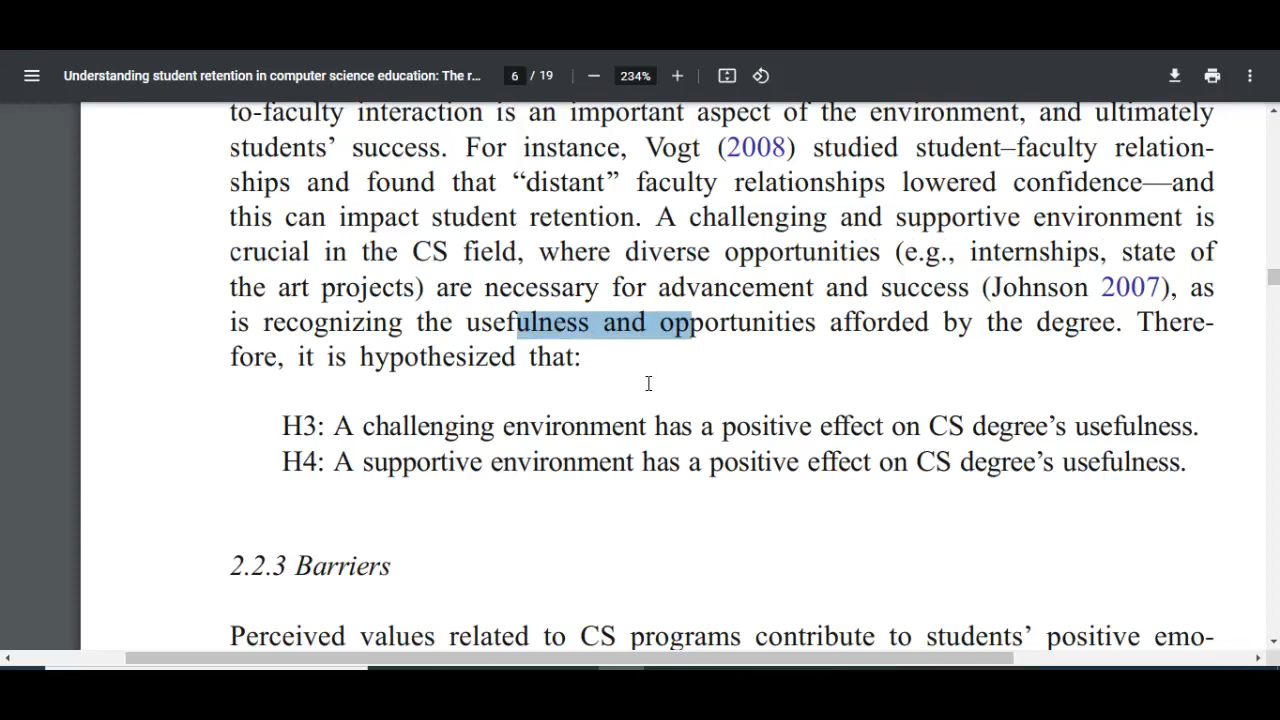 Understanding student retention in computer science education: The r...
6 / 19
234%
to-faculty interaction is an important aspect of the environment, and ultimately
students’ success. For instance, Vogt (2008) studied student–faculty relation-
ships and found that “distant” faculty relationships lowered confidence—and
this can impact student retention. A challenging and supportive environment is
crucial in the CS field, where diverse opportunities (e.g., internships, state of
the art projects) are necessary for advancement and success (Johnson 2007), as
is recognizing the usefulness and opportunities afforded by the degree. There-
fore, it is hypothesized that:
H3: A challenging environment has a positive effect on CS degree’s usefulness.
H4: A supportive environment has a positive effect on CS degree’s usefulness.
2.2.3 Barriers
Perceived values related to CS programs contribute to students’ positive emo-